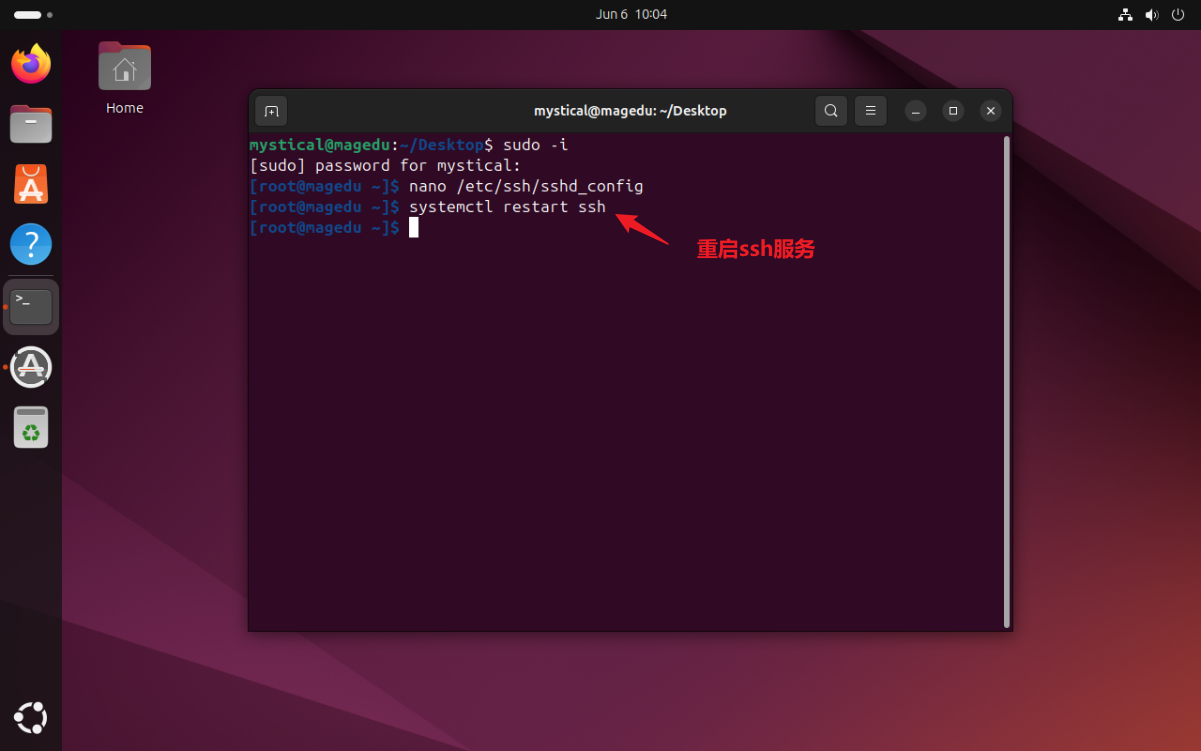 Jun 6 10:04
Home
mystical@magedu: ~/Desktop
mystical@magedu:~/Desktop$ sudo -i
[sudo] password for mystical:
[root@magedu ~]$ nano /etc/ssh/sshd_config
[root@magedu ~]$ systemctl restart ssh
[root@magedu ~]$
重启ssh服务